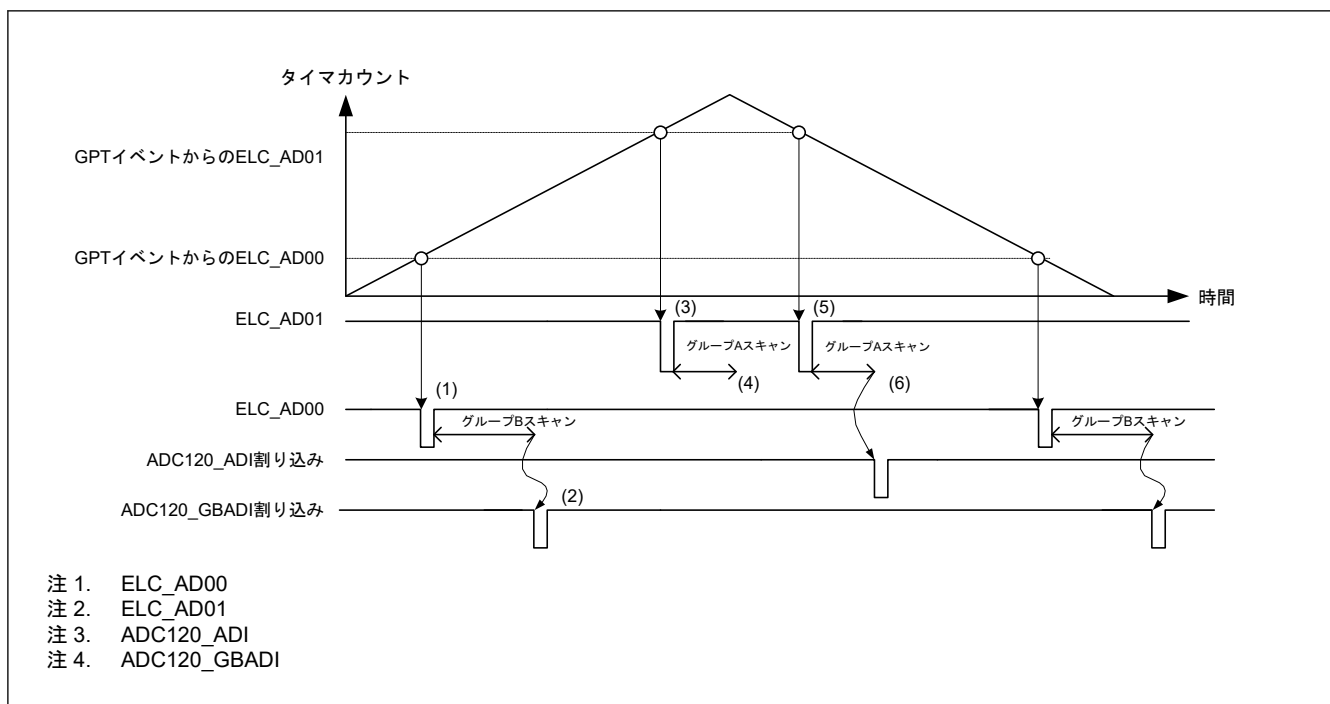 タイマカウント
GPTイベントからのELC_AD01
GPTイベントからのELC_AD00
時間
ELC_AD01
(3)
(5)
グループAスキャン
グループAスキャン
(4)
(6)
(1)
ELC_AD00
グループBスキャン
グループBスキャン
ADC120_ADI割り込み
(2)
ADC120_GBADI割り込み
注 1. ELC_AD00
注 2. ELC_AD01
注 3. ADC120_ADI
注 4. ADC120_GBADI